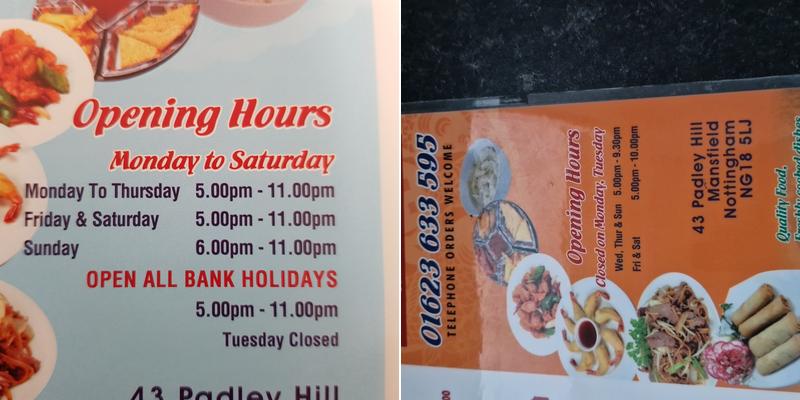 Opening Hours
Monday to Saturday
Monday To Thursday 5.00pm - 11.00pm
Friday & Saturday 5.00pm - 11.00pm
Sunday 6.00pm - 11.00pm
OPEN ALL BANK HOLIDAYS
5.00pm - 11.00pm
Tuesday Closed
43 Padley Hill
01623 633 595
TELEPHONE ORDERS WELCOME
Opening Hours
Closed on Monday, Tuesday
Wed, Thur & Sun 5.00pm - 9.30pm
Fri & Sat 5.00pm - 10.00pm
43 Padley Hill
Mansfield
Nottingham
NG18 5LJ
Quality Food,